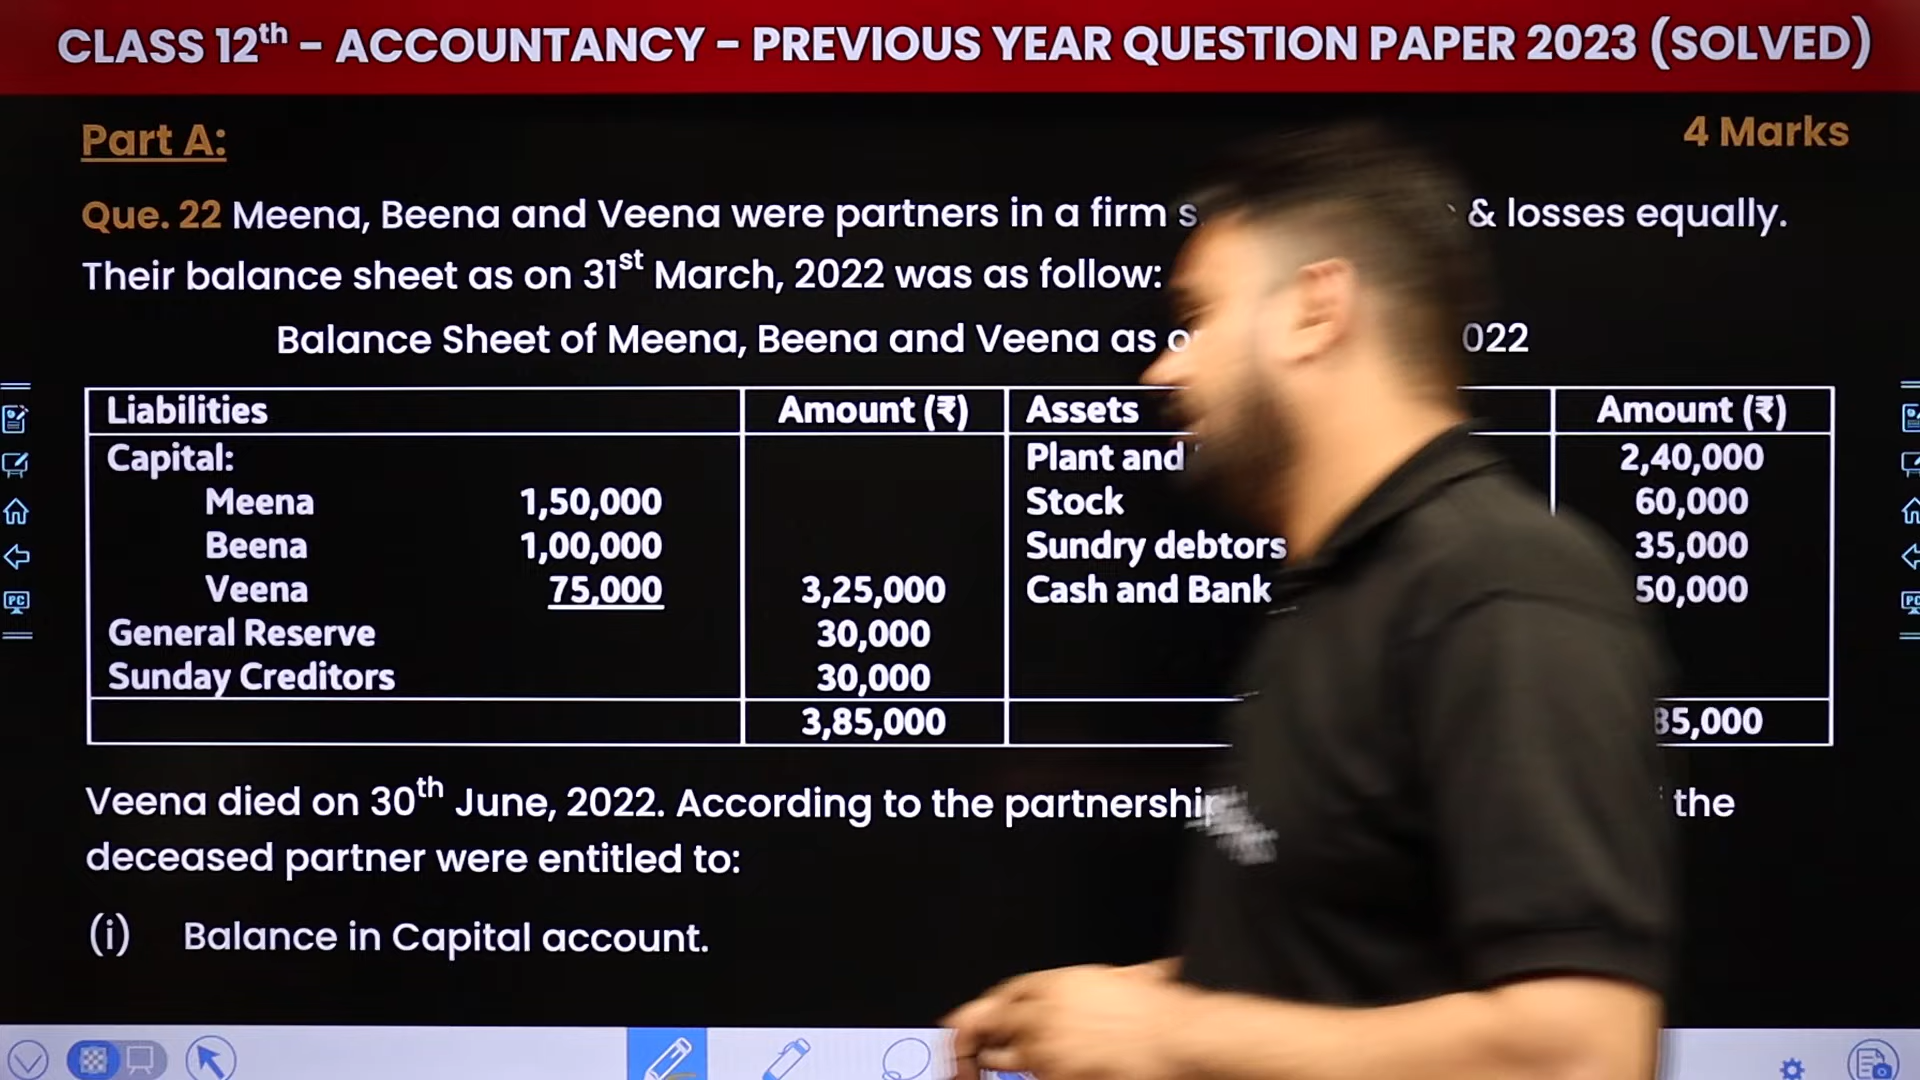 CLASS 12th - ACCOUNTANCY - PREVIOUS YEAR QUESTION PAPER 2023 (SOLVED)
Part A:
4 Marks
Que. 22 Meena, Beena and Veena were partners in a firm & losses equally.
Their balance sheet as on 31st March, 2022 was as follow:
Balance Sheet of Meena, Beena and Veena as
Liabilities Amount (₹) Assets Amount (₹)
Capital: Plant and 2,40,000
Meena 1,50,000 Stock 60,000
Beena 1,00,000 Sundry debtors 35,000
Veena 75,000 3,25,000 Cash and Bank 50,000
General Reserve 30,000
Sunday Creditors 30,000
3,85,000
Veena died on 30th June, 2022. According to the the
deceased partner were entitled to:
(i) Balance in Capital account.
PC